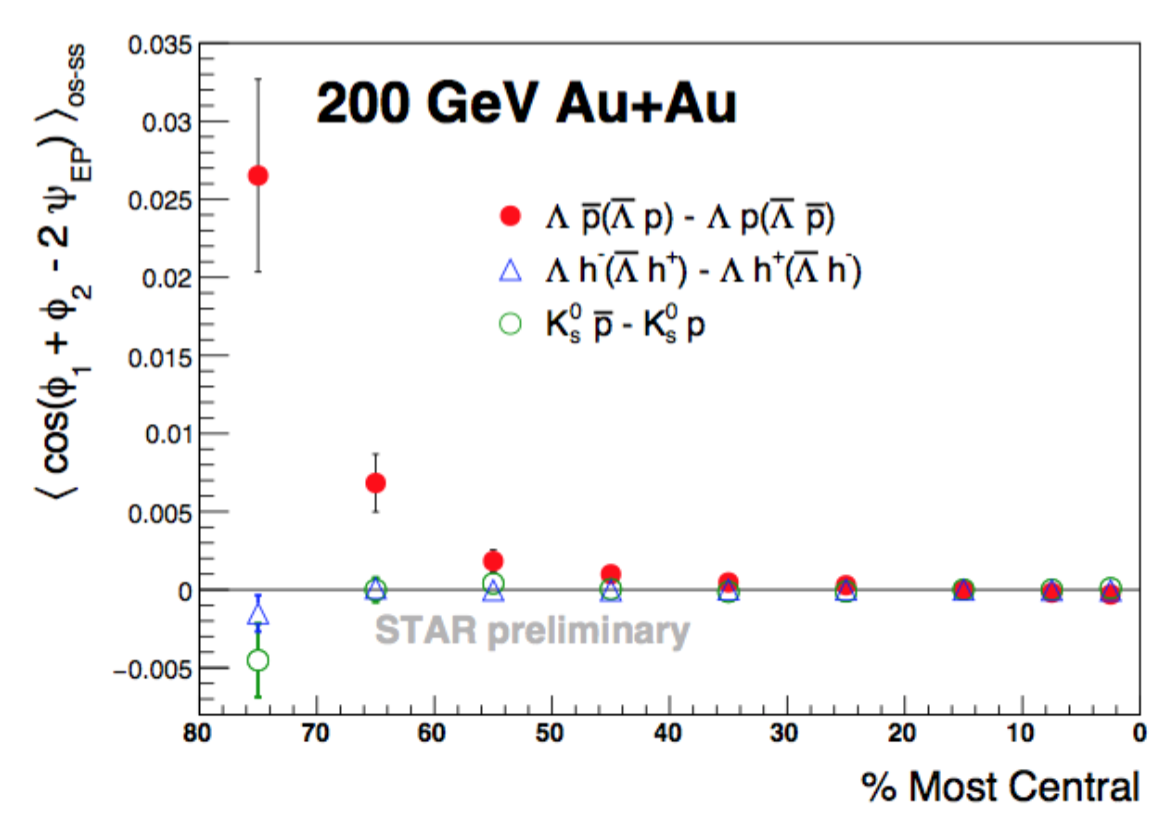 ⟨ cos(ϕ₁ + ϕ₂ - 2 ψ_EP) ⟩_os-ss
0.035
0.03
0.025
0.02
0.015
0.01
0.005
0
−0.005
200 GeV Au+Au
Λ p̅(Λ̅ p) - Λ p(Λ̅ p̅)
Λ h⁻(Λ̅ h⁺) - Λ h⁺(Λ̅ h⁻)
K⁰ₛ p̅ - K⁰ₛ p
STAR preliminary
80 70 60 50 40 30 20 10 0
% Most Central